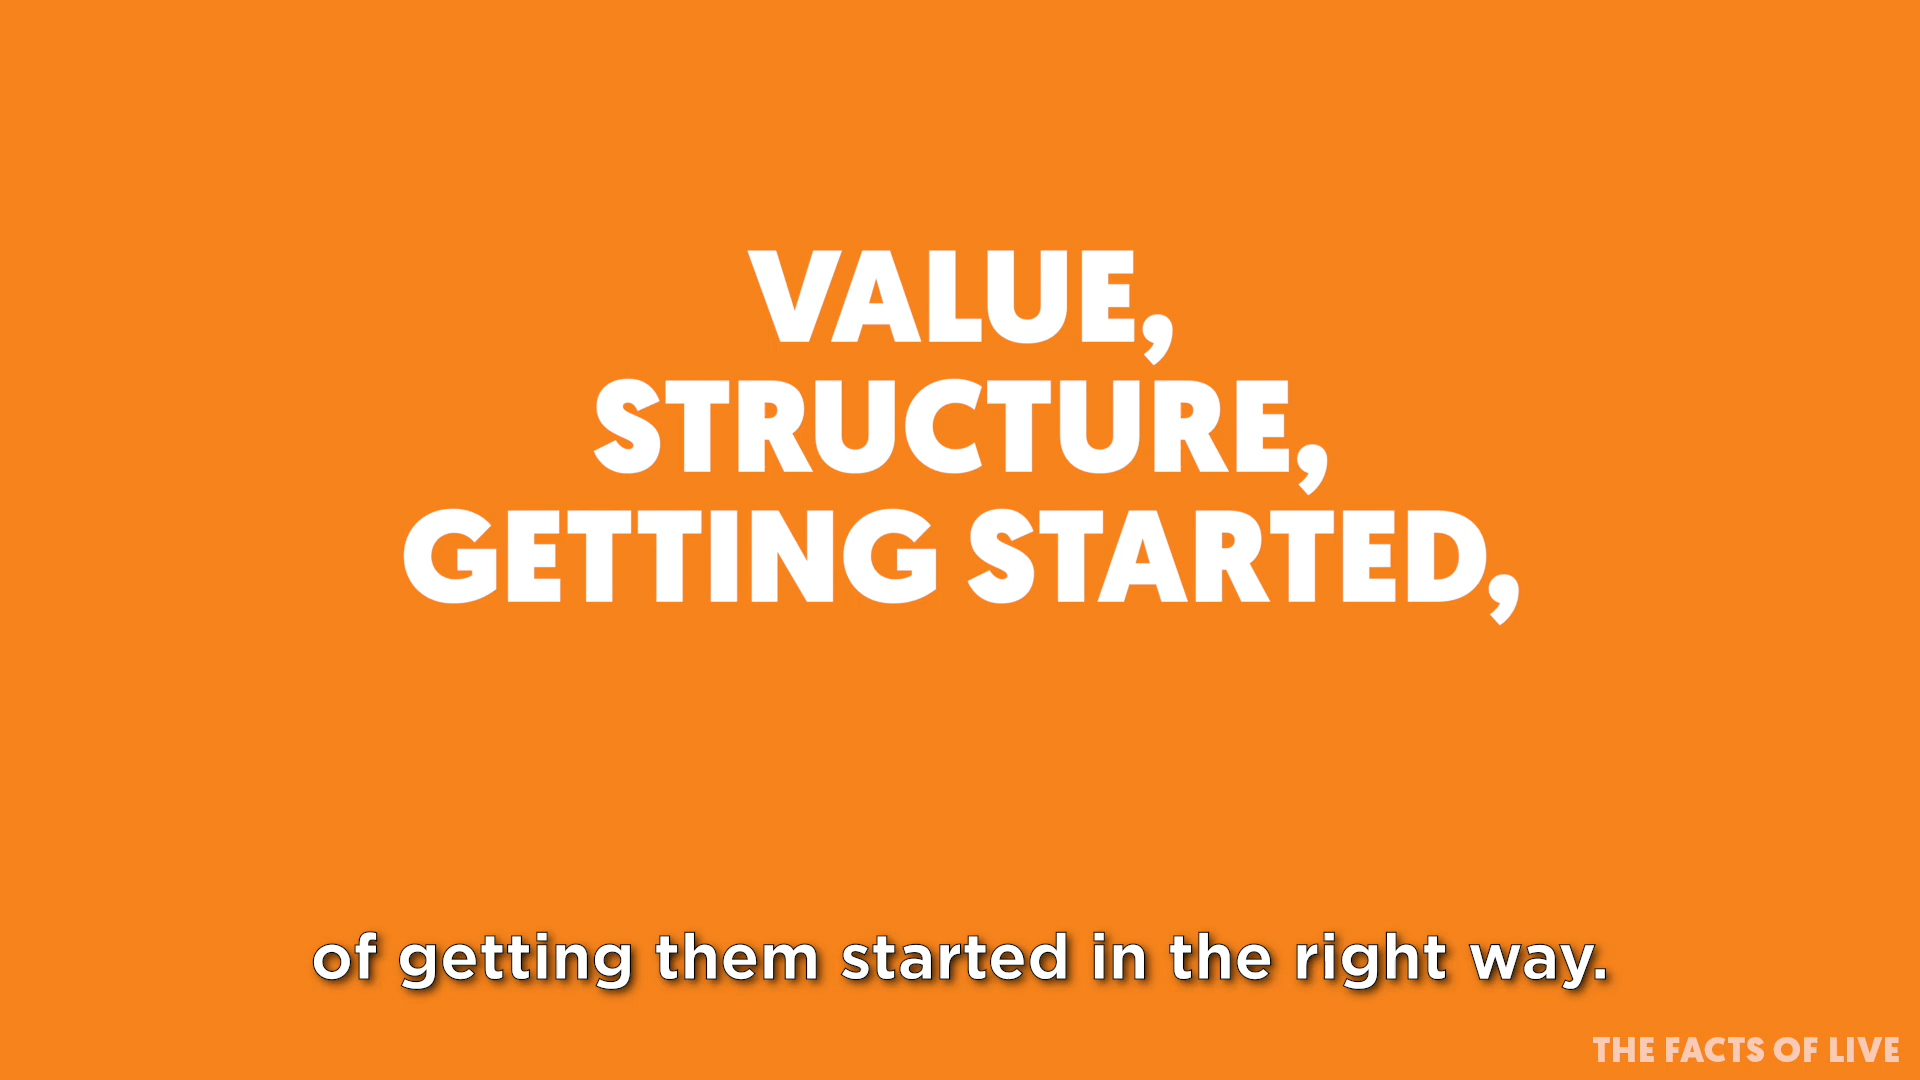 VALUE,
STRUCTURE,
GETTING STARTED,
of getting them started in the right way.
THE FACTS OF LIVE